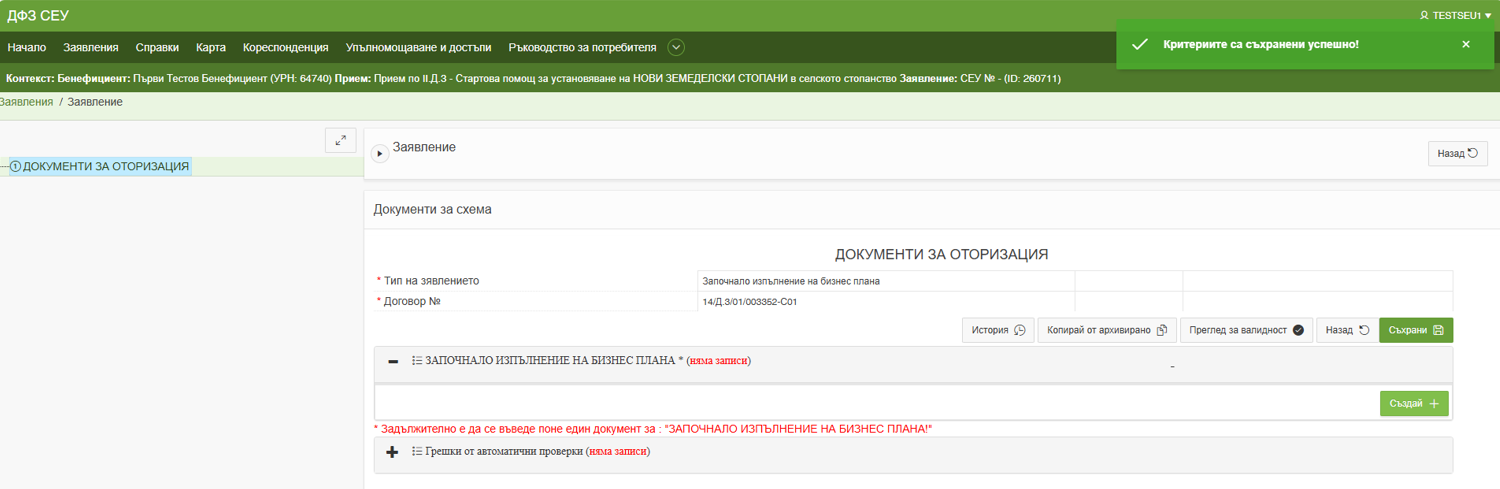 ДФЗ СЕУ
TESTSEU1
Критериите са съхранени успешно!
Начало Заявления Справки Карта Кореспонденция Упълномощаване и достъпи Ръководство за потребителя
Контекст: Бенефициент: Първи Тестов Бенефициент (УРН: 64740) Прием: Прием по II.Д.3 - Стартова помощ за установяване на НОВИ ЗЕМЕДЕЛСКИ СТОПАНИ в селското стопанство Заявление: СЕУ № - (ID: 260711)
Заявления / Заявление
Заявление
Назад
1 ДОКУМЕНТИ ЗА ОТОРИЗАЦИЯ
Документи за схема
ДОКУМЕНТИ ЗА ОТОРИЗАЦИЯ
* Тип на зявлението Започнало изпълнение на бизнес плана
* Договор № 14/Д.3/01/003352-С01
История Копирай от архивирано Преглед за валидност Назад Съхрани
ЗАПОЧНАЛО ИЗПЪЛНЕНИЕ НА БИЗНЕС ПЛАНА * (няма записи) -
Създай
* Задължително е да се въведе поне един документ за : "ЗАПОЧНАЛО ИЗПЪЛНЕНИЕ НА БИЗНЕС ПЛАНА!"
Грешки от автоматични проверки (няма записи)